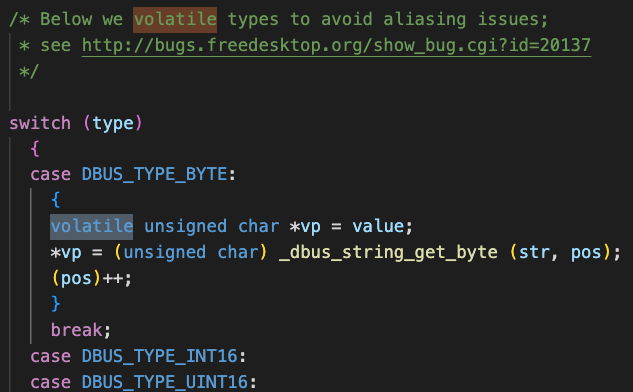 /* Below we volatile types to avoid aliasing issues;
 * see http://bugs.freedesktop.org/show_bug.cgi?id=20137
 */
switch (type)
  {
  case DBUS_TYPE_BYTE:
    {
    volatile unsigned char *vp = value;
    *vp = (unsigned char) _dbus_string_get_byte (str, pos);
    (pos)++;
    }
    break;
  case DBUS_TYPE_INT16:
  case DBUS_TYPE_UINT16: